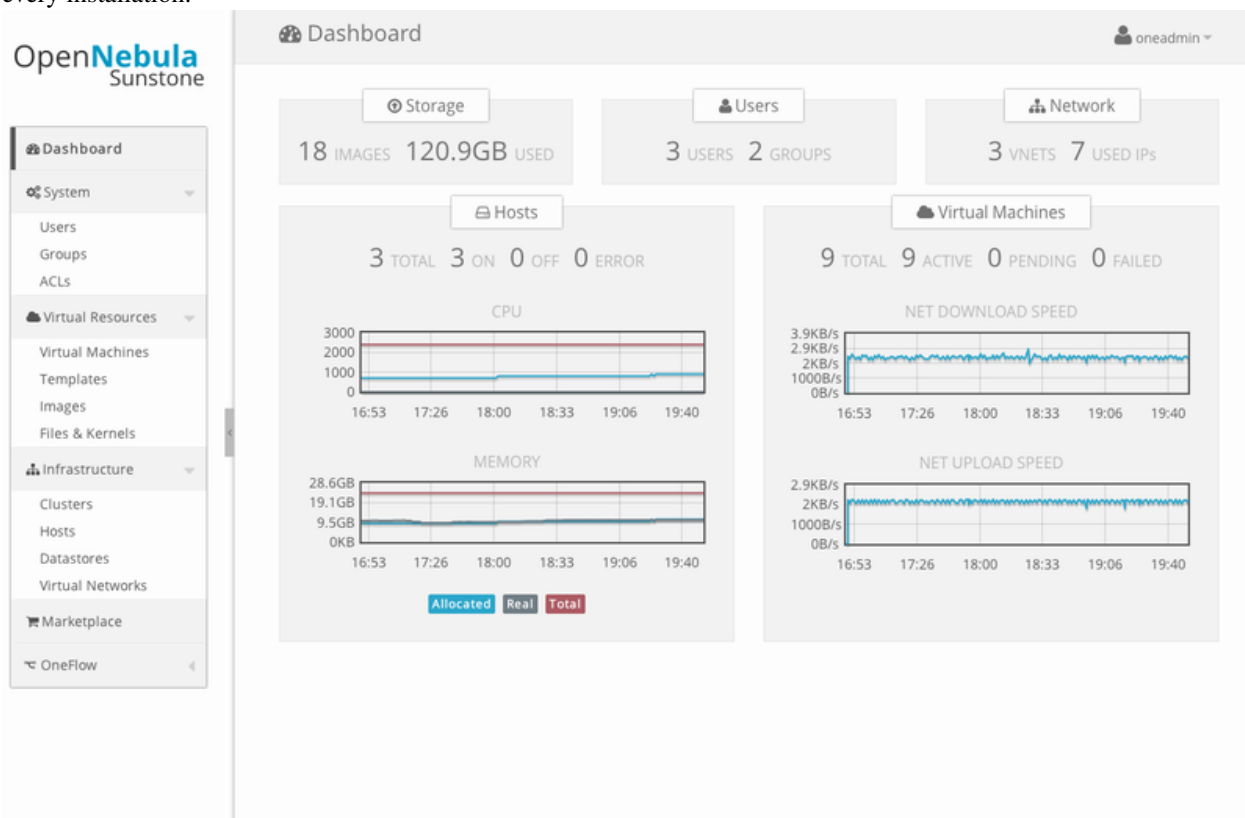 every installation.
OpenNebula
Sunstone
Dashboard
oneadmin
Dashboard
System
Users
Groups
ACLs
Virtual Resources
Virtual Machines
Templates
Images
Files & Kernels
Infrastructure
Clusters
Hosts
Datastores
Virtual Networks
Marketplace
OneFlow
Storage
18 IMAGES 120.9GB USED
Users
3 USERS 2 GROUPS
Network
3 VNETS 7 USED IPs
Hosts
3 TOTAL 3 ON 0 OFF 0 ERROR
CPU
3000
2000
1000
0
16:53 17:26 18:00 18:33 19:06 19:40
MEMORY
28.6GB
19.1GB
9.5GB
0KB
16:53 17:26 18:00 18:33 19:06 19:40
Allocated Real Total
Virtual Machines
9 TOTAL 9 ACTIVE 0 PENDING 0 FAILED
NET DOWNLOAD SPEED
3.9KB/s
2.9KB/s
2KB/s
1000B/s
0B/s
16:53 17:26 18:00 18:33 19:06 19:40
NET UPLOAD SPEED
2.9KB/s
2KB/s
1000B/s
0B/s
16:53 17:26 18:00 18:33 19:06 19:40